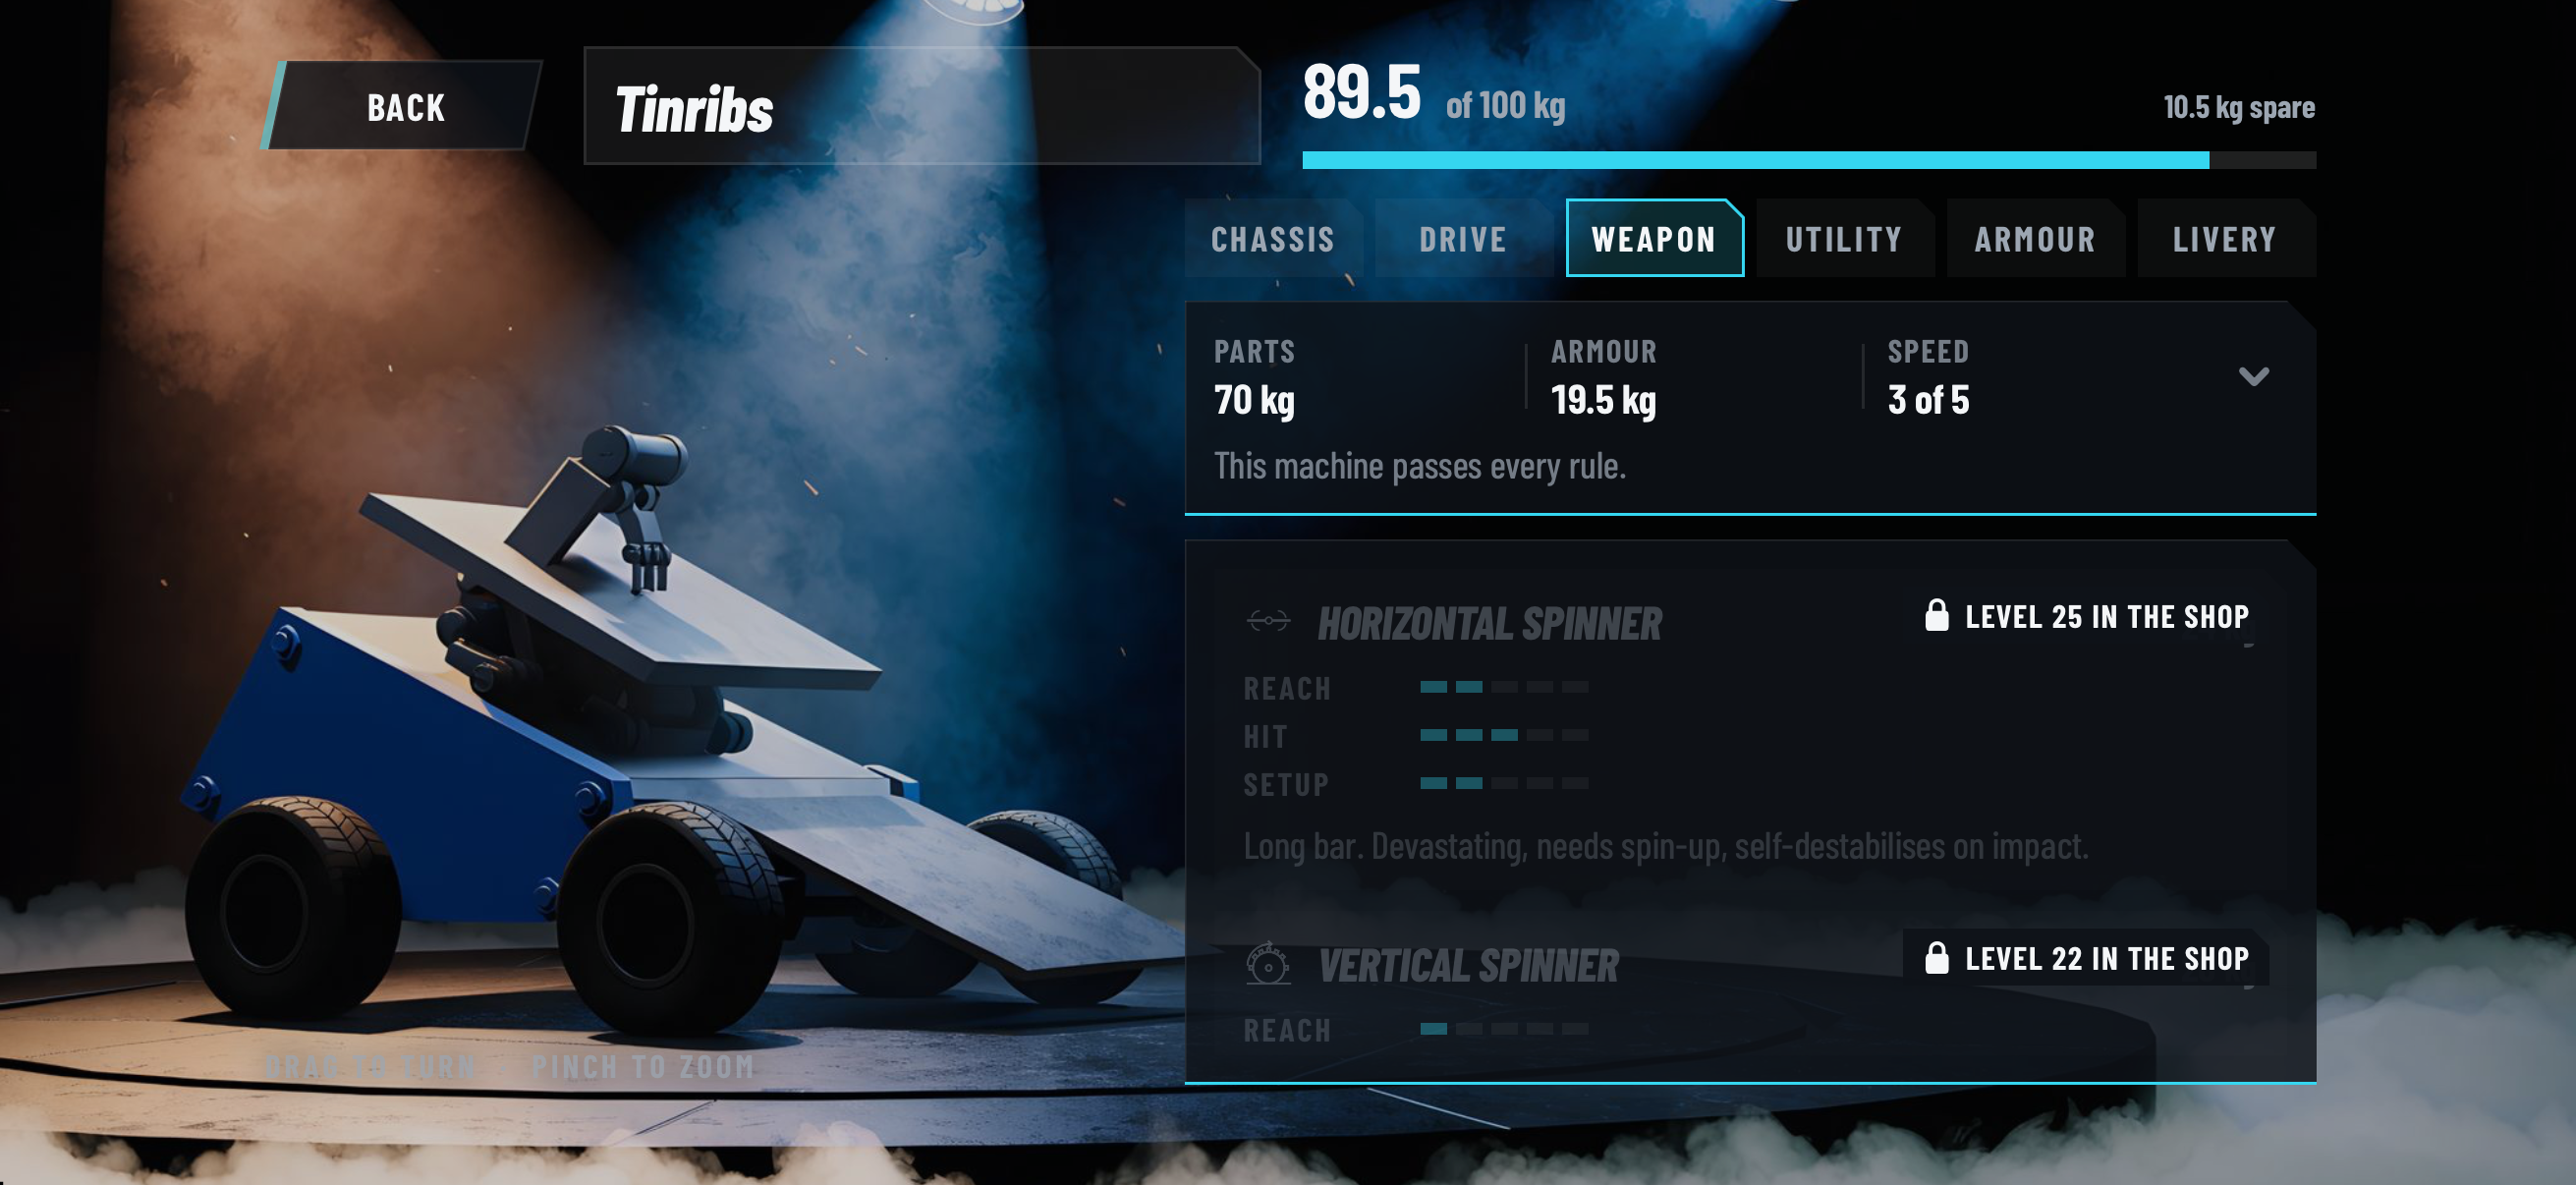 BACK
Tinribs
89.5 of 100 kg
10.5 kg spare
CHASSIS DRIVE WEAPON UTILITY ARMOUR LIVERY
PARTS ARMOUR SPEED
70 kg 19.5 kg 3 of 5
This machine passes every rule.
HORIZONTAL SPINNER LEVEL 25 IN THE SHOP
REACH
HIT
SETUP
Long bar. Devastating, needs spin-up, self-destabilises on impact.
VERTICAL SPINNER LEVEL 22 IN THE SHOP
REACH
DRAG TO TURN · PINCH TO ZOOM